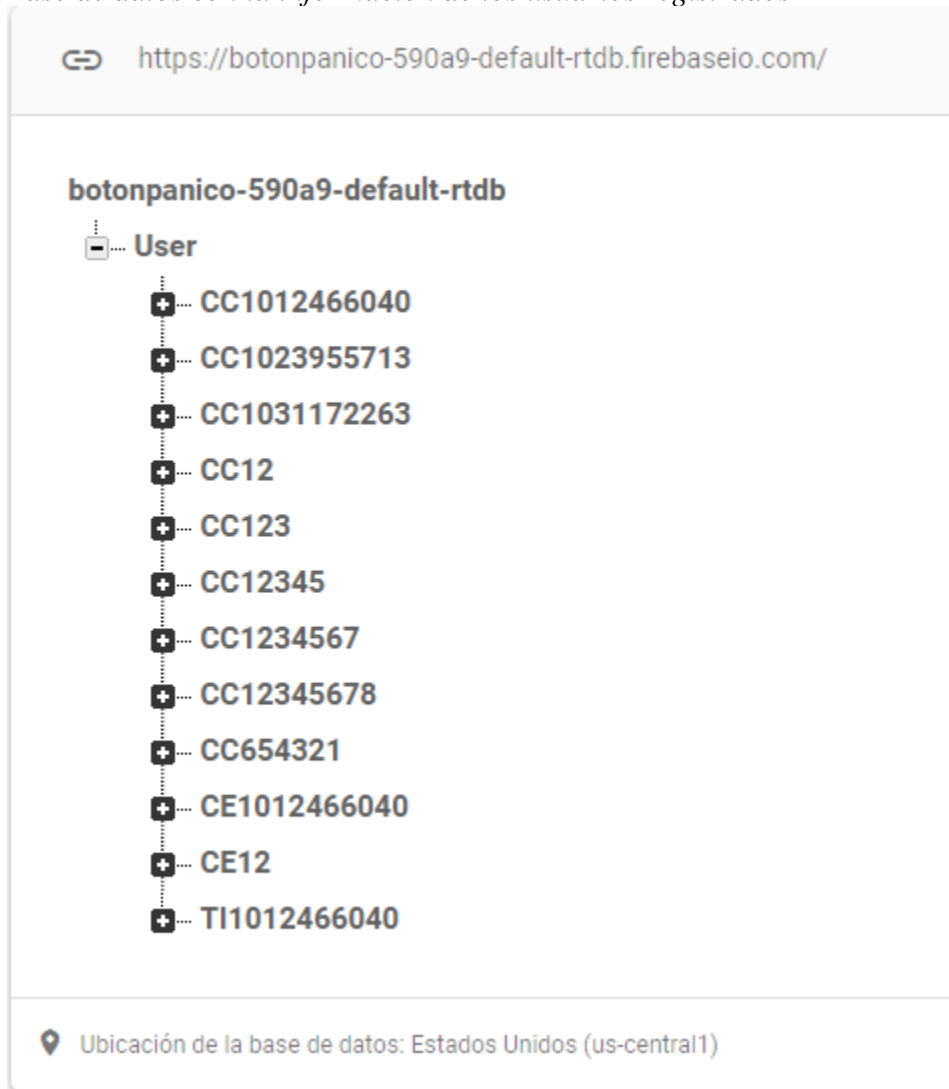 https://botonpanico-590a9-default-rtdb.firebaseio.com/
botonpanico-590a9-default-rtdb
User
CC1012466040
CC1023955713
CC1031172263
CC12
CC123
CC12345
CC1234567
CC12345678
CC654321
CE1012466040
CE12
TI1012466040
Ubicación de la base de datos: Estados Unidos (us-central1)